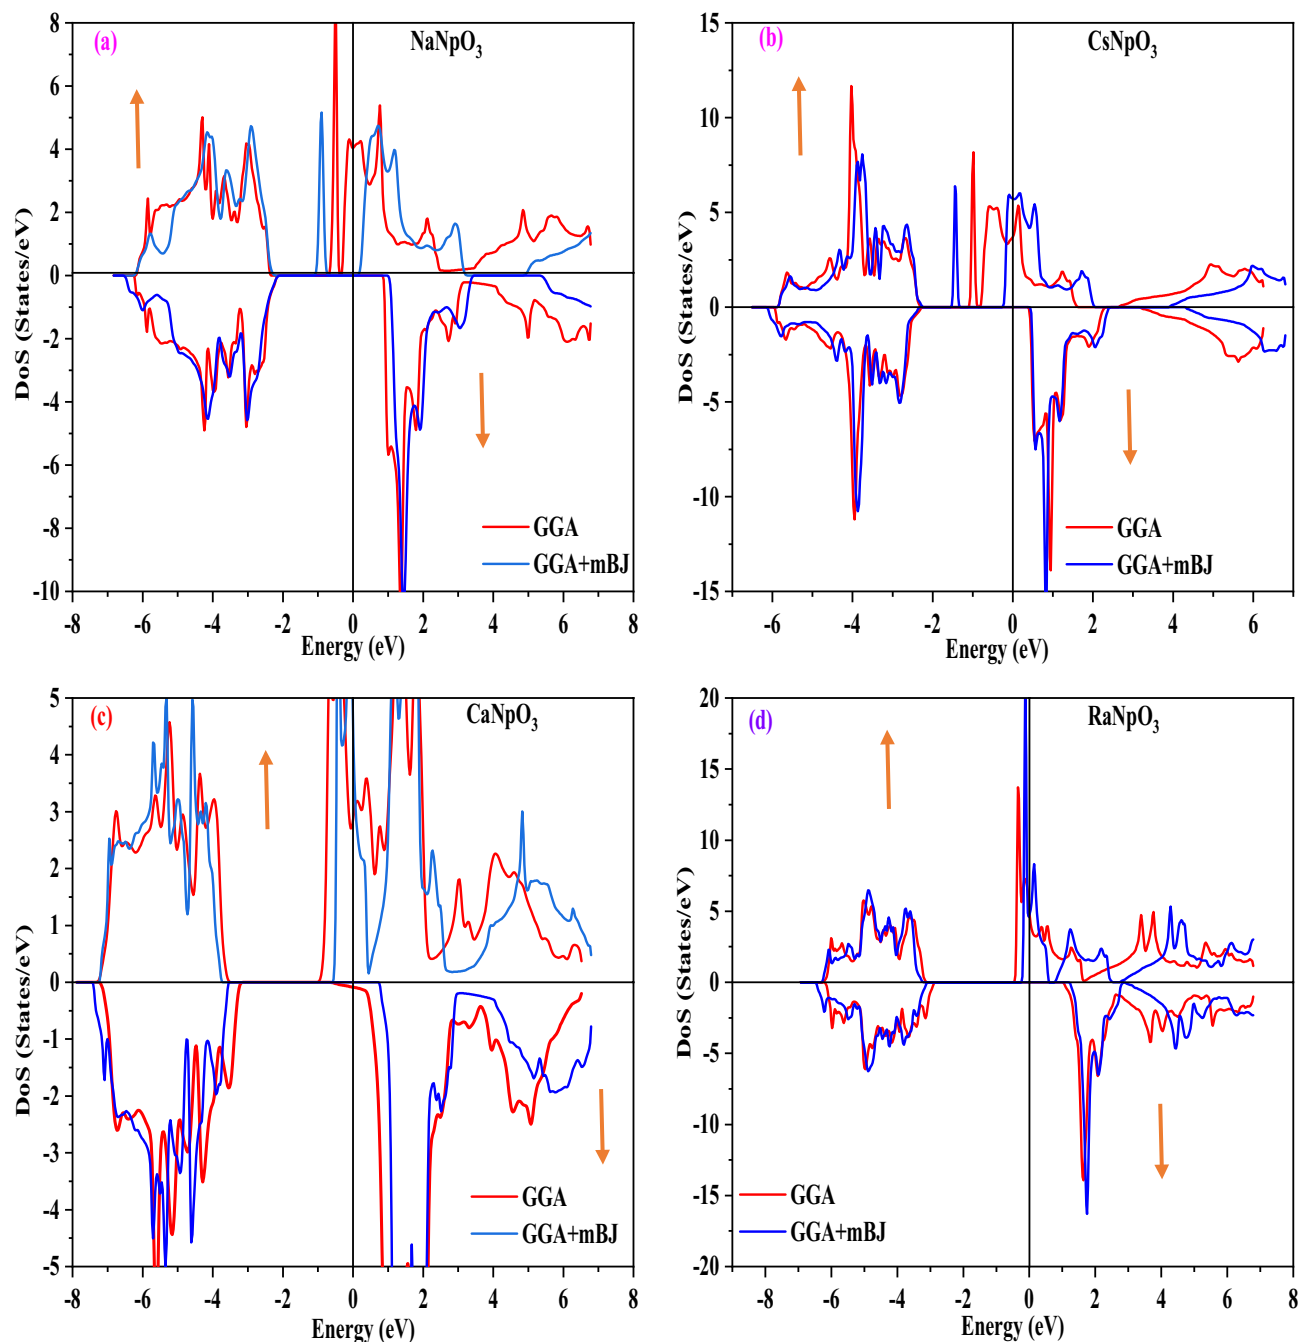 (a)
NaNpO₃
8
6
4
2
0
-2
-4
-6
-8
-10
DoS (States/eV)
GGA
GGA+mBJ
-8 -6 -4 -2 0 2 4 6 8
Energy (eV)
(b)
CsNpO₃
15
10
5
0
-5
-10
-15
DoS (States/eV)
GGA
GGA+mBJ
-6 -4 -2 0 2 4 6
Energy (eV)
(c)
CaNpO₃
5
4
3
2
1
0
-1
-2
-3
-4
-5
DoS (States/eV)
GGA
GGA+mBJ
-8 -6 -4 -2 0 2 4 6 8
Energy (eV)
(d)
RaNpO₃
20
15
10
5
0
-5
-10
-15
-20
DoS (States/eV)
GGA
GGA+mBJ
-8 -6 -4 -2 0 2 4 6 8
Energy (eV)